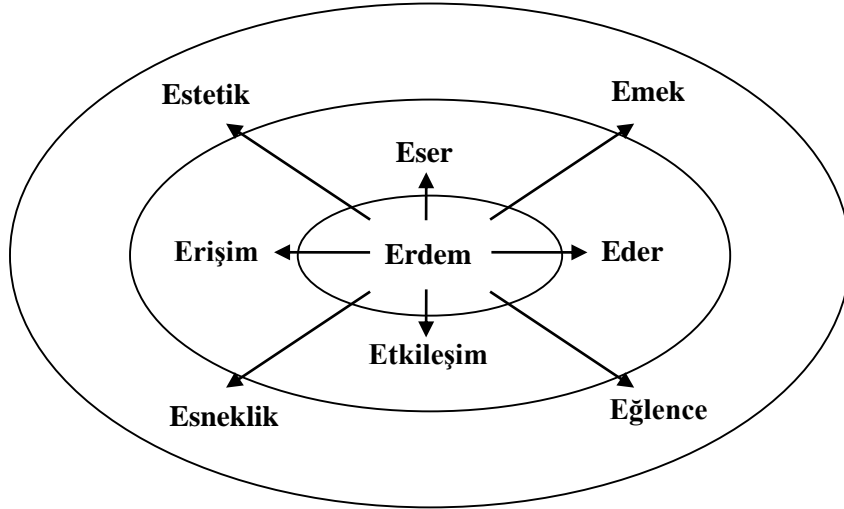 Estetik
Emek
Eser
Erişim
Erdem
Eder
Etkileşim
Esneklik
Eğlence